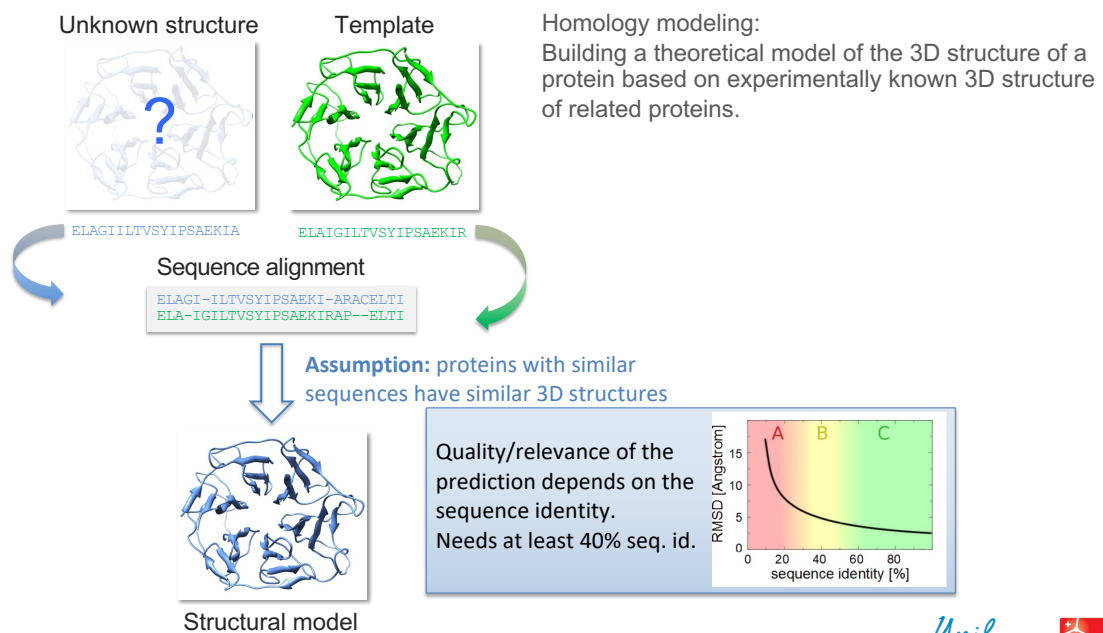 Unknown structure
Template
Homology modeling:
Building a theoretical model of the 3D structure of a
protein based on experimentally known 3D structure
of related proteins.
?
ELAGIILTVSYIPSAEKIA
ELAIGILTVSYIPSAEKIR
Sequence alignment
ELAGI-ILTVSYIPSAEKI-ARACELTI
ELA-IGILTVSYIPSAEKIRAP--ELTI
Assumption: proteins with similar
sequences have similar 3D structures
Quality/relevance of the
prediction depends on the
sequence identity.
Needs at least 40% seq. id.
A B C
RMSD [Angstrom]
15
10
5
0
0 20 40 60 80
sequence identity [%]
Structural model